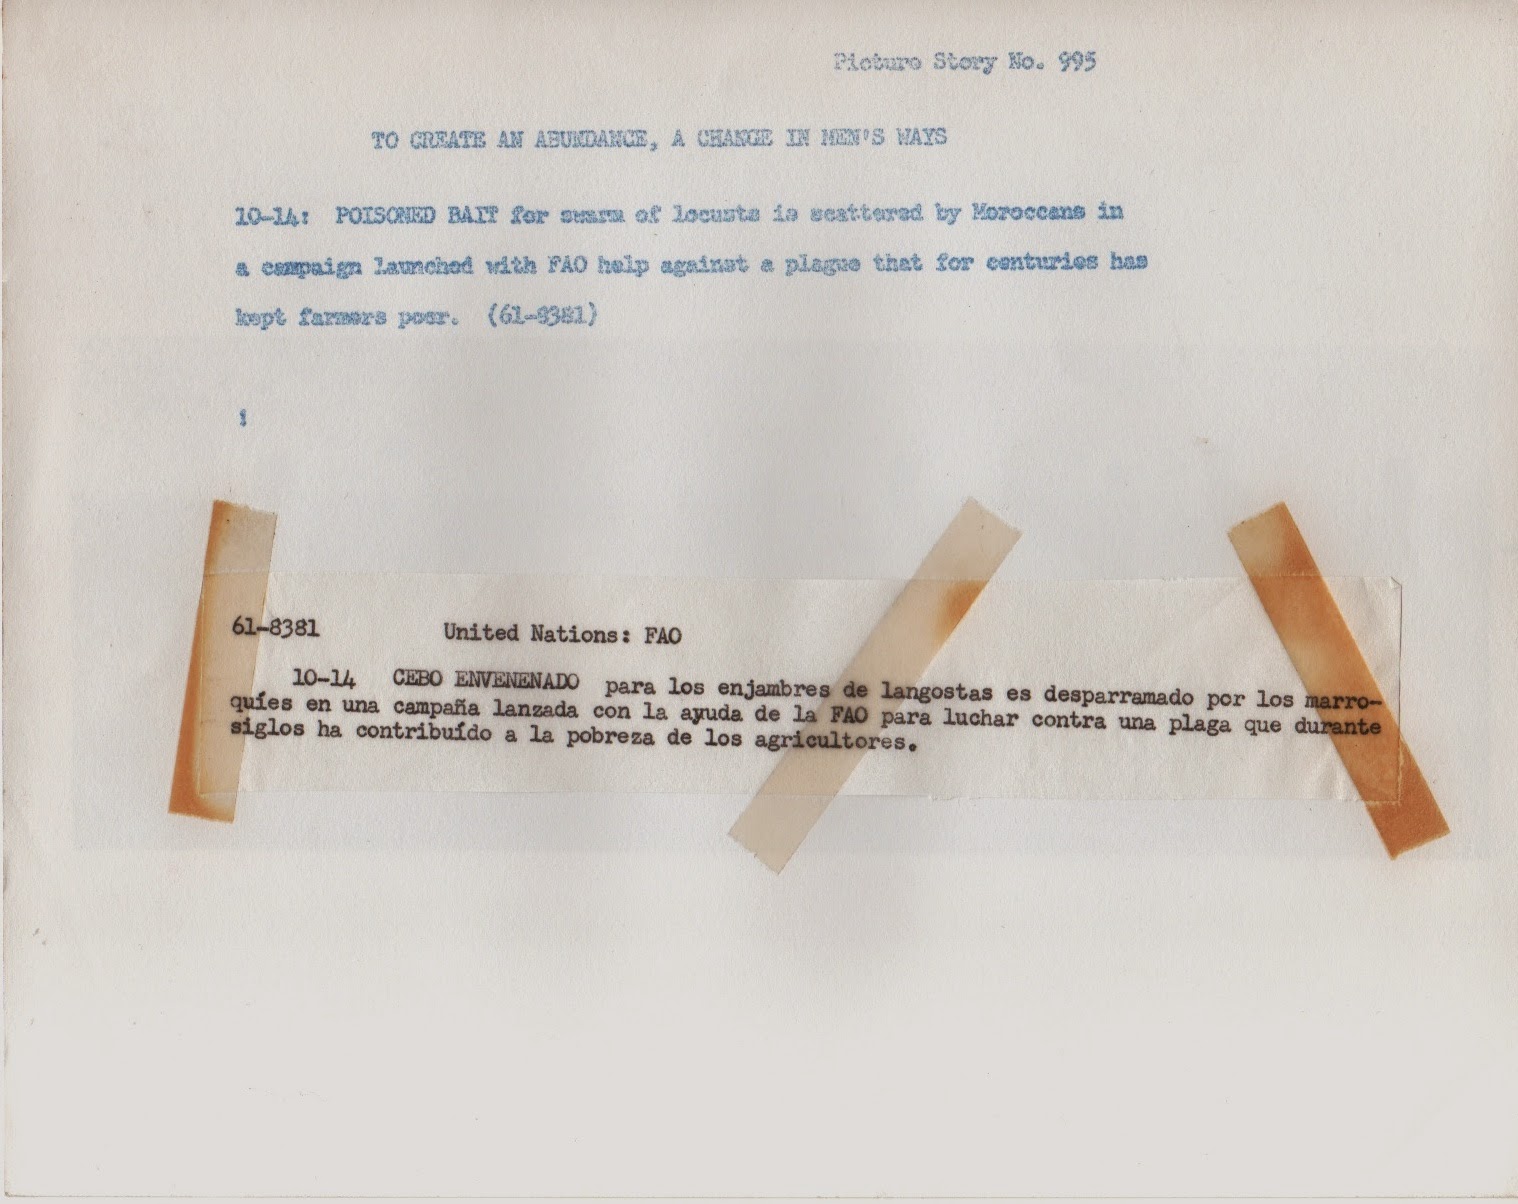 Picture Story No. 995
TO CREATE AN ABUNDANCE, A CHANGE IN MEN'S WAYS
10-14: POISONED BAIT for swarm of locusts is scattered by Moroccans in
a campaign launched with FAO help against a plague that for centuries has
kept farmers poor. (61-8381)
:
61-8381 United Nations: FAO
10-14 CEBO ENVENENADO para los enjambres de langostas es desparramado por los marro-
quíes en una campaña lanzada con la ayuda de la FAO para luchar contra una plaga que durante
siglos ha contribuído a la pobreza de los agricultores.